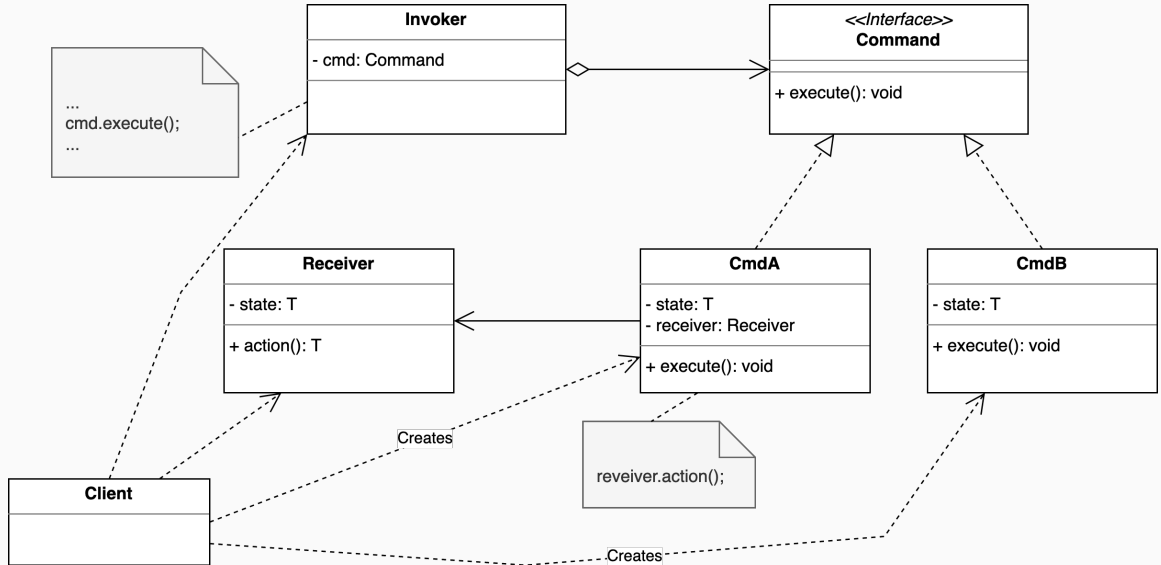 Invoker
- cmd: Command
<<Interface>>
Command
+ execute(): void
...
cmd.execute();
...
Receiver
- state: T
+ action(): T
CmdA
- state: T
- receiver: Receiver
+ execute(): void
CmdB
- state: T
+ execute(): void
Creates
reveiver.action();
Client
Creates